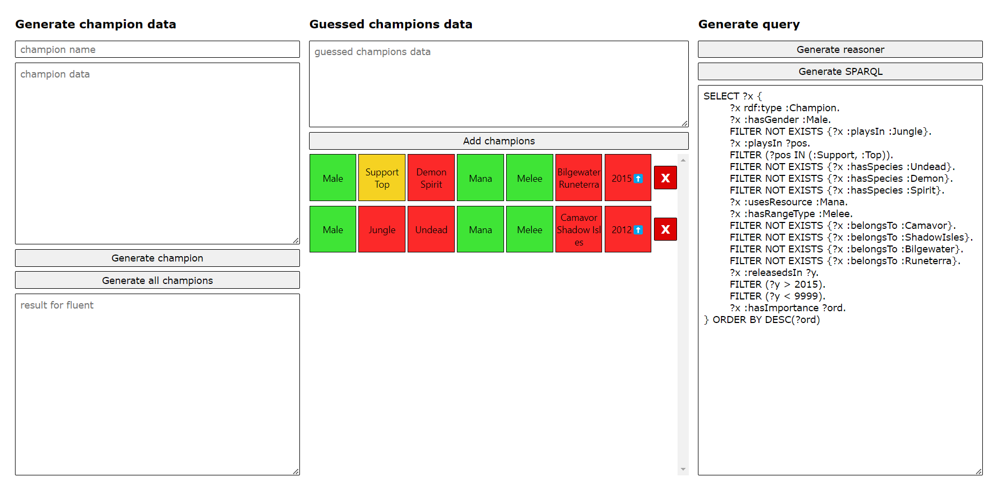 Generate champion data
champion name
champion data
Generate champion
Generate all champions
result for fluent
Guessed champions data
guessed champions data
Add champions
Male
Support
Top
Demon
Spirit
Mana
Melee
Bilgewater
Runeterra
2015⬆
X
Male
Jungle
Undead
Mana
Melee
Camavor
Shadow Isl
es
2012⬆
X
Generate query
Generate reasoner
Generate SPARQL
SELECT ?x {
?x rdf:type :Champion.
?x :hasGender :Male.
FILTER NOT EXISTS {?x :playsIn :Jungle}.
?x :playsIn ?pos.
FILTER (?pos IN (:Support, :Top)).
FILTER NOT EXISTS {?x :hasSpecies :Undead}.
FILTER NOT EXISTS {?x :hasSpecies :Demon}.
FILTER NOT EXISTS {?x :hasSpecies :Spirit}.
?x :usesResource :Mana.
?x :hasRangeType :Melee.
FILTER NOT EXISTS {?x :belongsTo :Camavor}.
FILTER NOT EXISTS {?x :belongsTo :ShadowIsles}.
FILTER NOT EXISTS {?x :belongsTo :Bilgewater}.
FILTER NOT EXISTS {?x :belongsTo :Runeterra}.
?x :releasedsIn ?y.
FILTER (?y > 2015).
FILTER (?y < 9999).
?x :hasImportance ?ord.
} ORDER BY DESC(?ord)